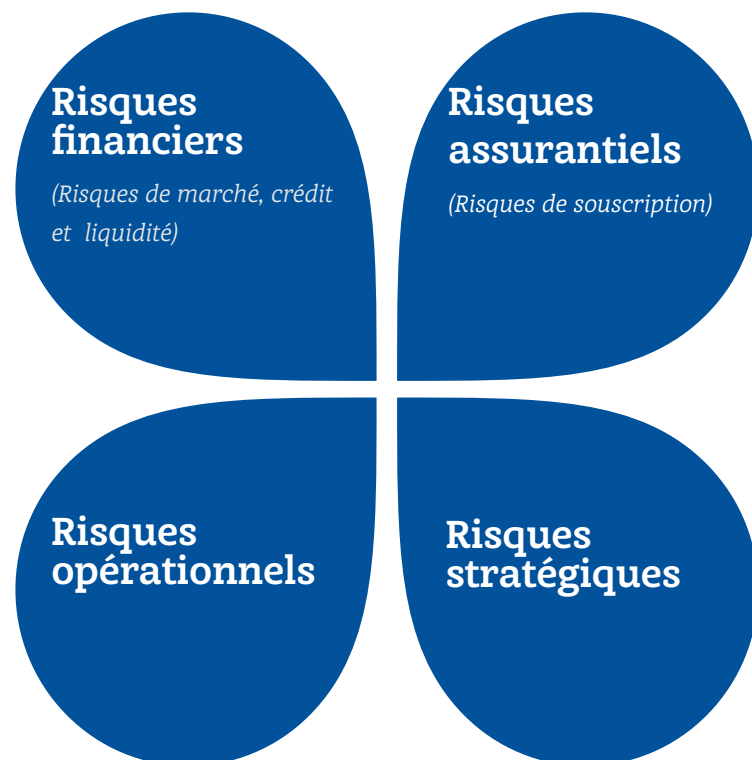 Risques
financiers
(Risques de marché, crédit
et liquidité)
Risques
assurantiels
(Risques de souscription)
Risques
opérationnels
Risques
stratégiques